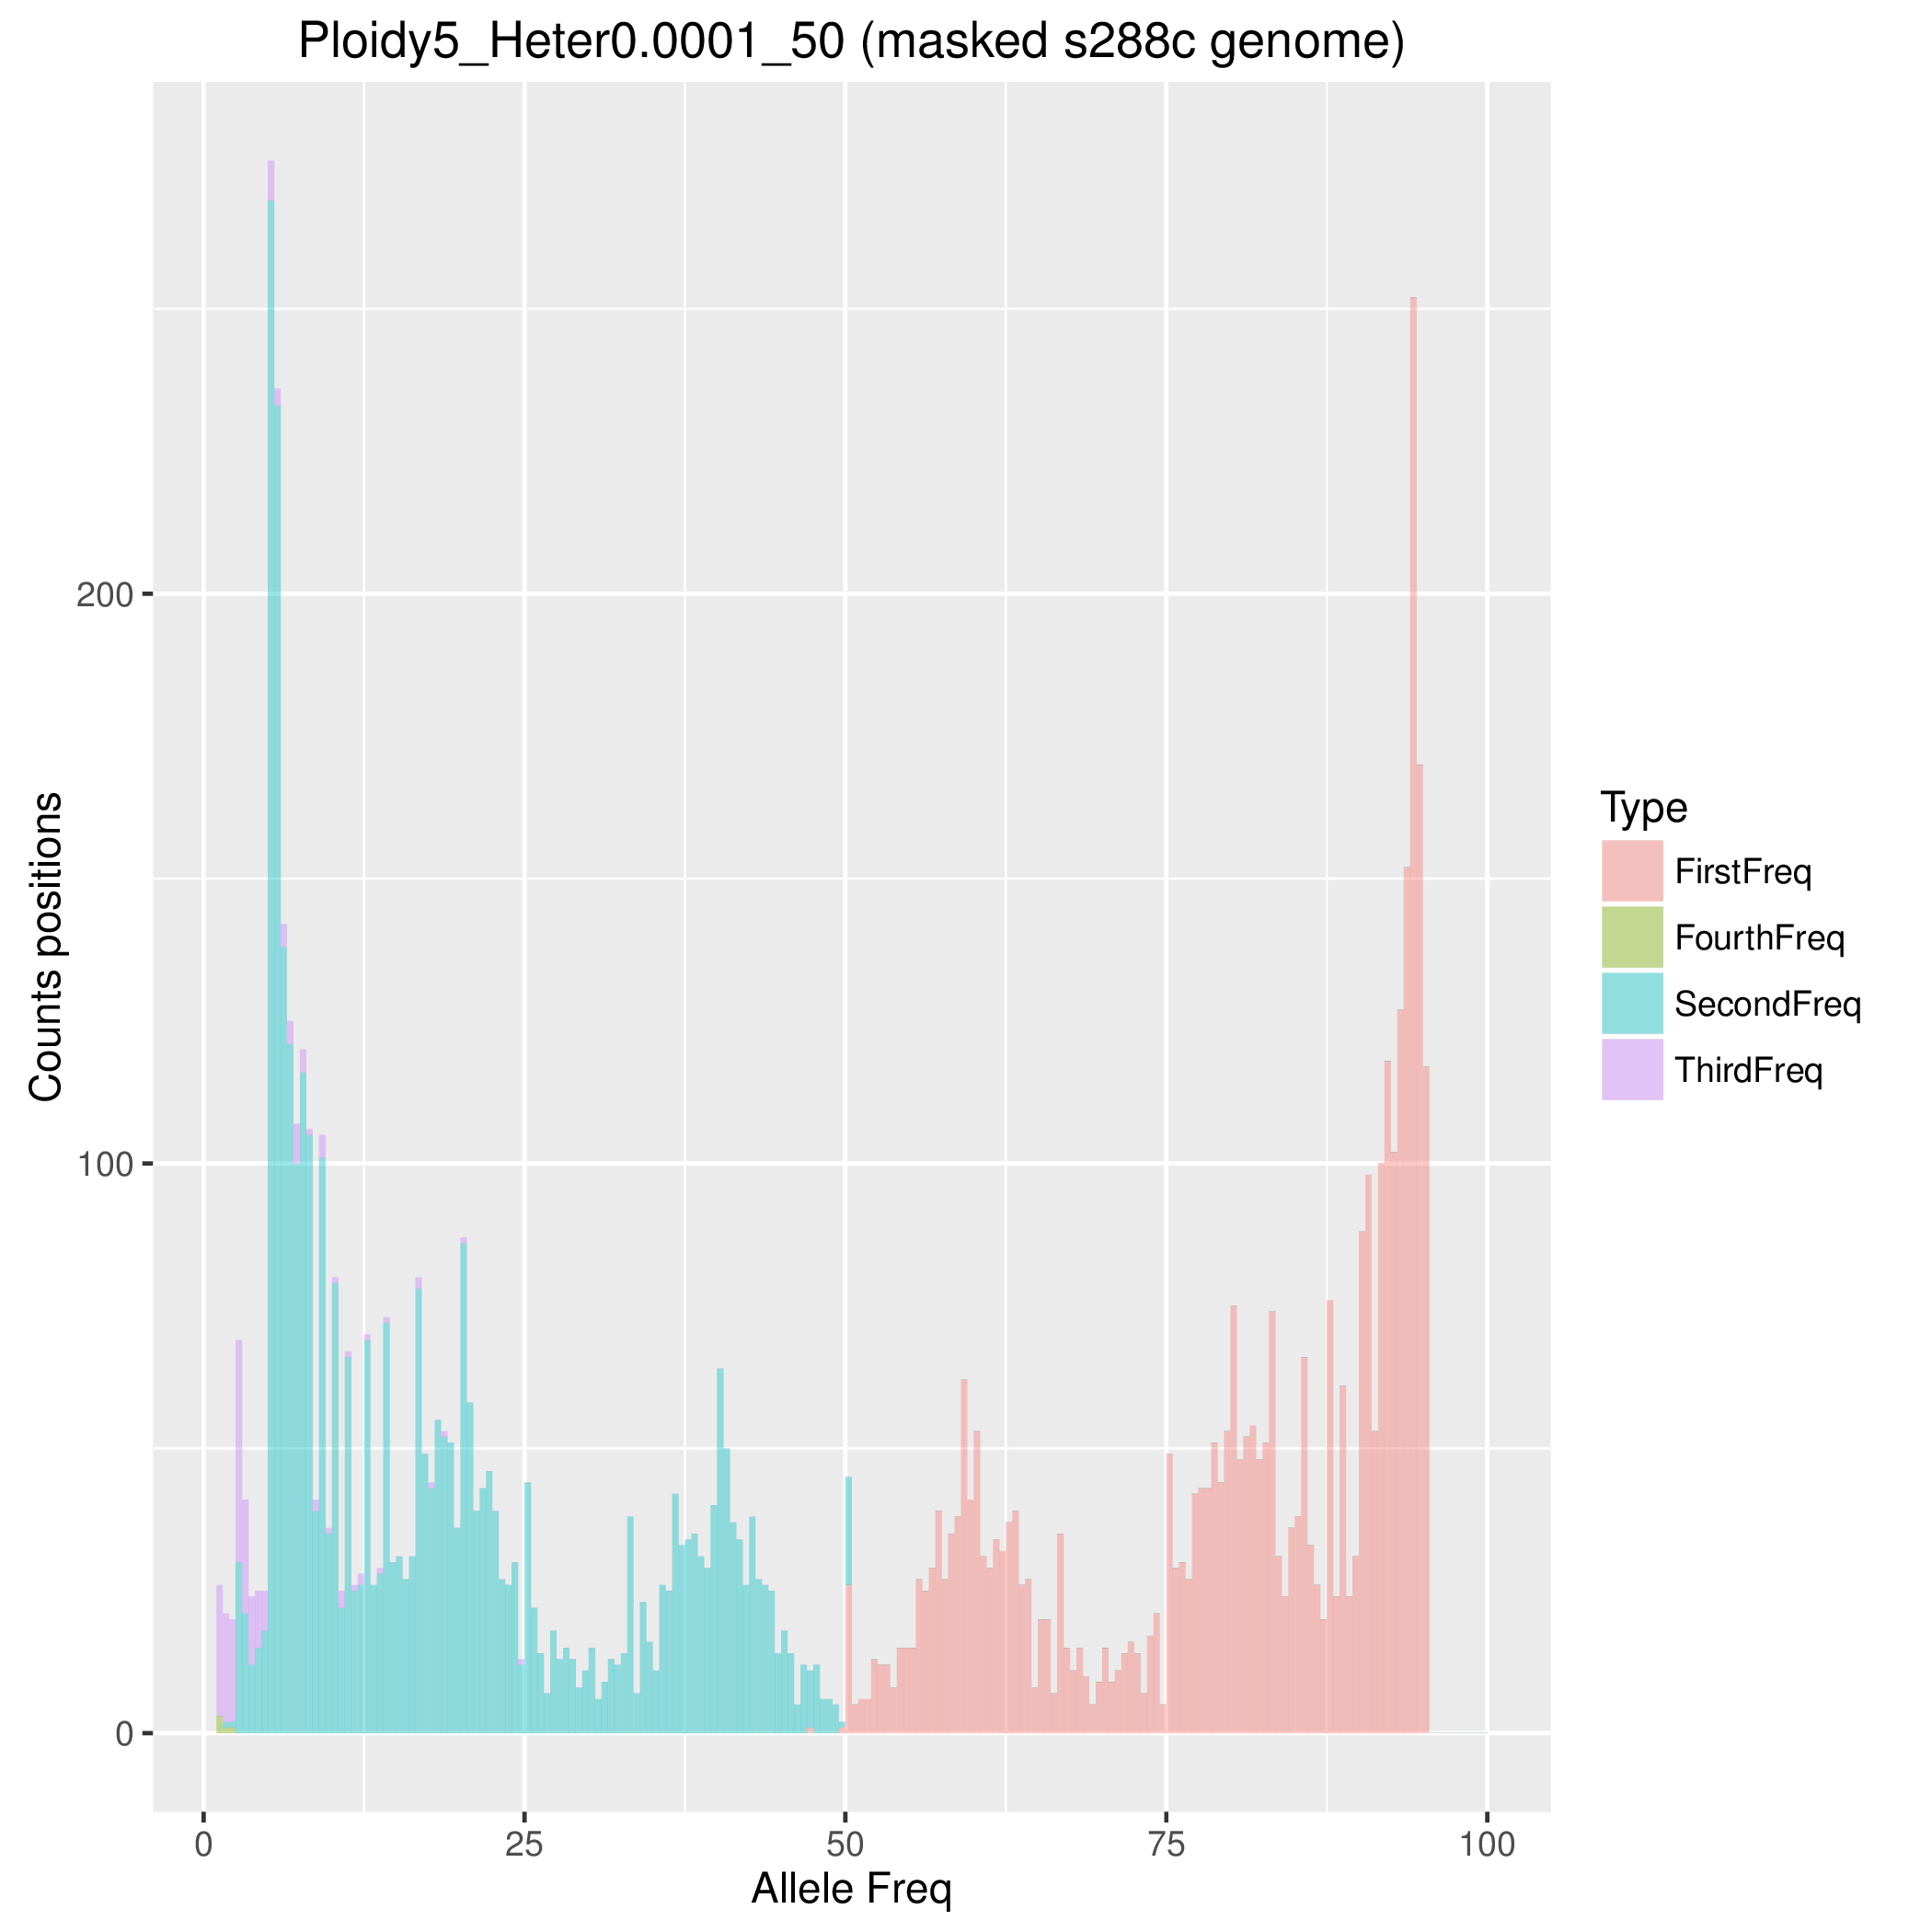 Ploidy5_Heter0.0001_50 (masked s288c genome)
Counts positions
200
100
0
0 25 50 75 100
Allele Freq
Type
FirstFreq
FourthFreq
SecondFreq
ThirdFreq